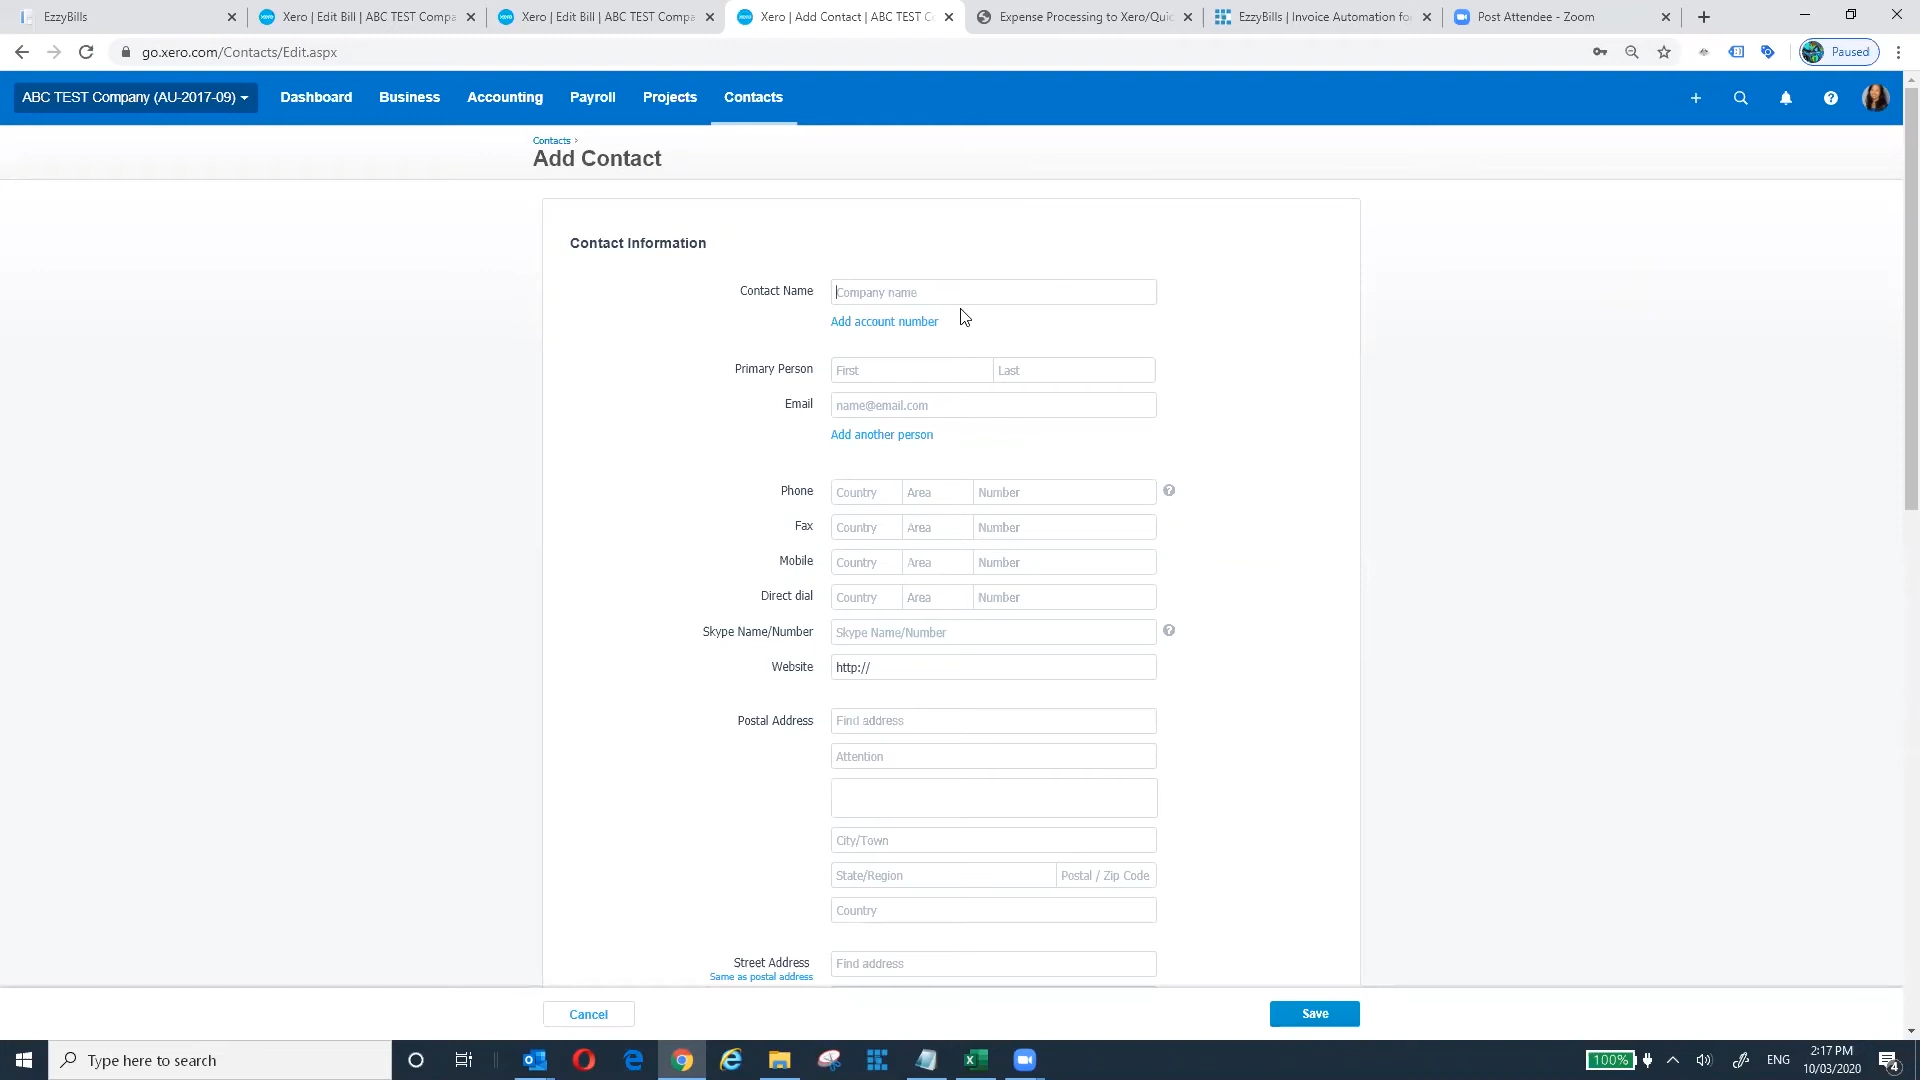 EzzyBills
Xero | Edit Bill | ABC TEST Compa
Xero | Edit Bill | ABC TEST Compa
Xero | Add Contact | ABC TEST C
Expense Processing to Xero/Quic
EzzyBills | Invoice Automation for
Post Attendee - Zoom
go.xero.com/Contacts/Edit.aspx
Paused
ABC TEST Company (AU-2017-09)
Dashboard
Business
Accounting
Payroll
Projects
Contacts
Contacts >
Add Contact
Contact Information
Contact Name
Company name
Add account number
Primary Person
First
Last
Email
name@email.com
Add another person
Phone
Country
Area
Number
Fax
Country
Area
Number
Mobile
Country
Area
Number
Direct dial
Country
Area
Number
Skype Name/Number
Skype Name/Number
Website
http://
Postal Address
Find address
Attention
City/Town
State/Region
Postal / Zip Code
Country
Street Address
Find address
Same as postal address
Cancel
Save
Type here to search
100%
ENG
2:17 PM
10/03/2020
4